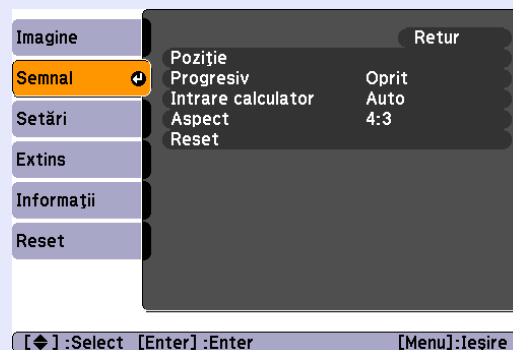 Imagine
Semnal
Setări
Extins
Informaţii
Reset
Retur
Poziţie
Progresiv Oprit
Intrare calculator Auto
Aspect 4:3
Reset
[◆] :Select [Enter] :Enter [Menu]:Ieşire